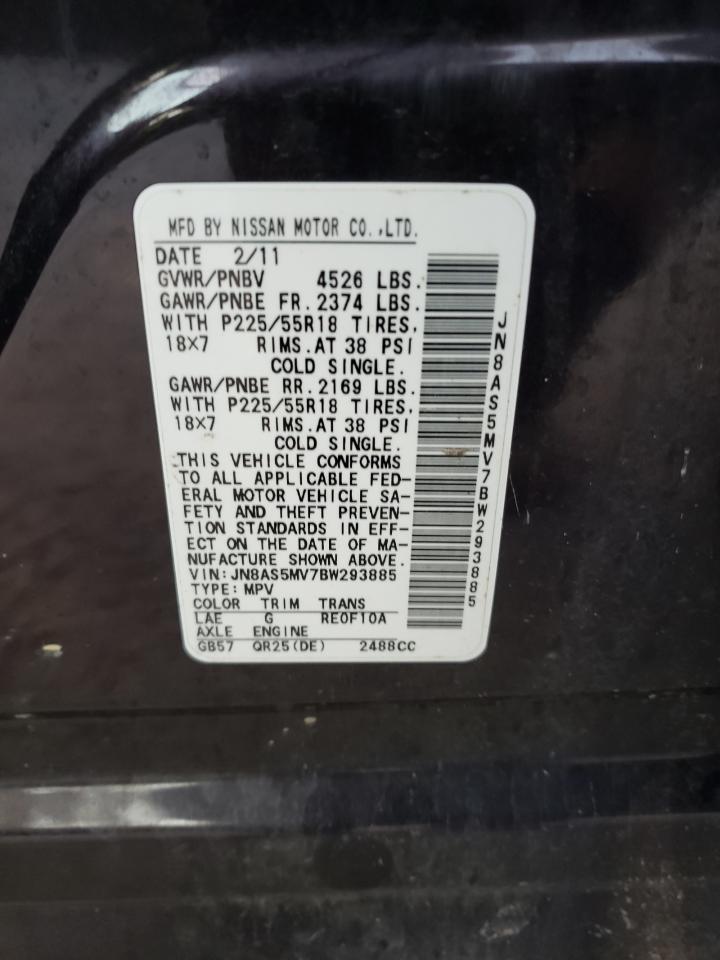 MFD BY NISSAN MOTOR CO.,LTD.
DATE 2/11
GVWR/PNBV 4526 LBS.
GAWR/PNBE FR. 2374 LBS.
WITH P225/55R18 TIRES,
18X7 RIMS.AT 38 PSI
COLD SINGLE.
GAWR/PNBE RR. 2169 LBS.
WITH P225/55R18 TIRES,
18X7 RIMS.AT 38 PSI
COLD SINGLE.
THIS VEHICLE CONFORMS
TO ALL APPLICABLE FED-
ERAL MOTOR VEHICLE SA-
FETY AND THEFT PREVEN-
TION STANDARDS IN EFF-
ECT ON THE DATE OF MA-
NUFACTURE SHOWN ABOVE.
VIN: JN8AS5MV7BW293885
TYPE: MPV
COLOR TRIM TRANS
LAE G RE0F10A
AXLE ENGINE
GB57 QR25(DE) 2488CC
JN8AS5MV7BW293885